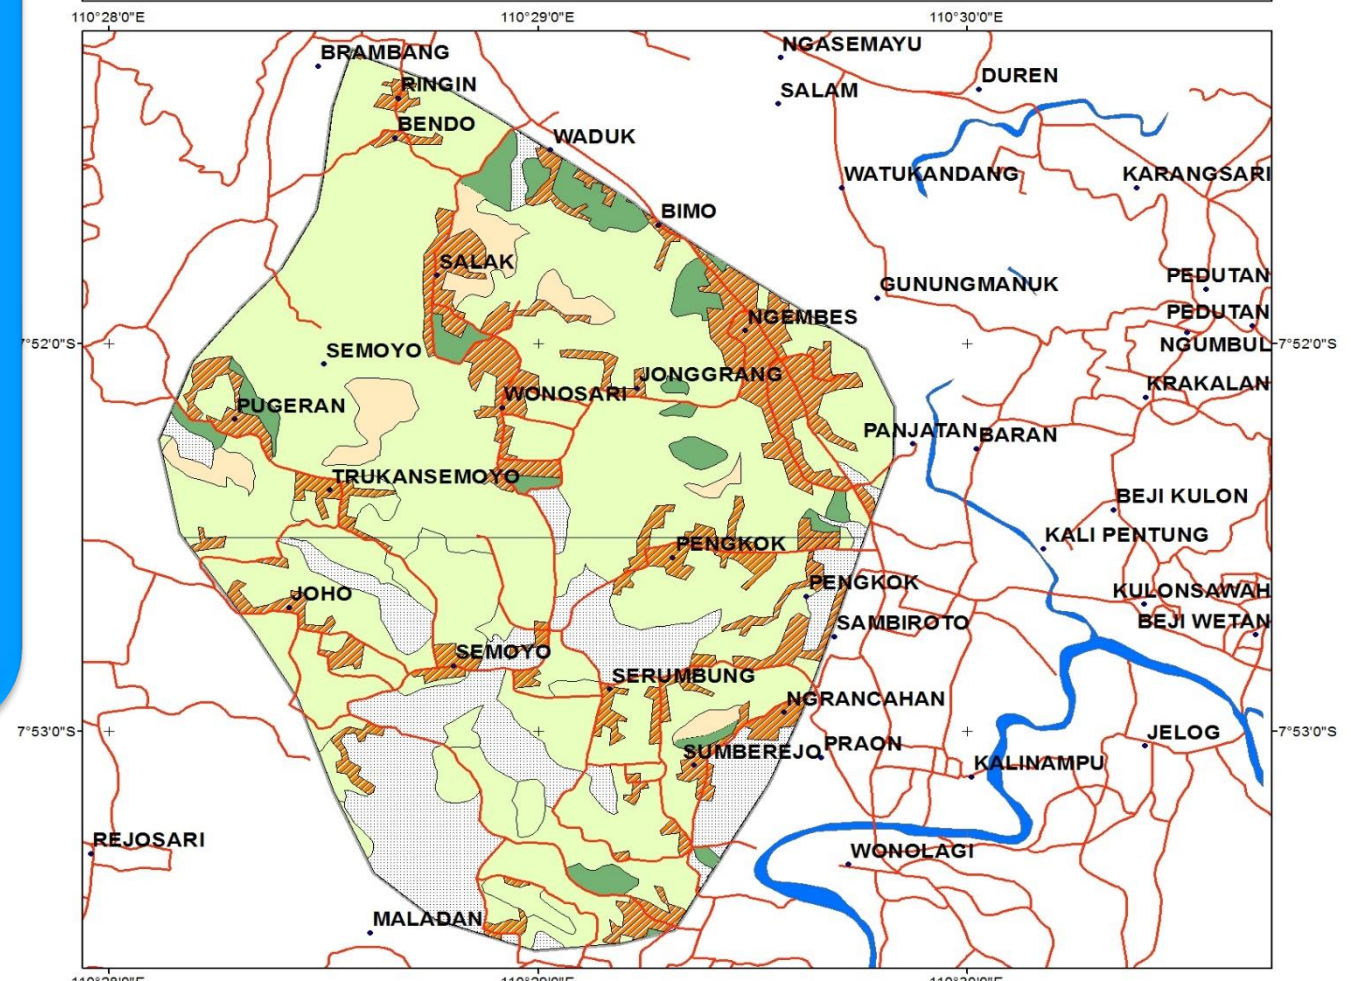 110°28'0"E
110°29'0"E
110°30'0"E
BRAMBANG
NGASEMAYU
RINGIN
DUREN
SALAM
BENDO
WADUK
WATUKANDANG
KARANGSARI
BIMO
SALAK
PEDUTAN
GUNUNGMANUK
NGEMBES
PEDUTAN
7°52'0"S
SEMOYO
NGUMBUL
7°52'0"S
JONGGRANG
KRAKALAN
WONOSARI
PUGERAN
PANJATAN
BARAN
TRUKANSEMOYO
BEJI KULON
KALI PENTUNG
PENGKOK
PENGKOK
JOHO
KULONSAWAH
SAMBIROTO
BEJI WETAN
SEMOYO
SERUMBUNG
NGRANCAHAN
7°53'0"S
JELOG
7°53'0"S
SUMBEREJO
PRAON
KALINAMPU
REJOSARI
WONOLAGI
MALADAN